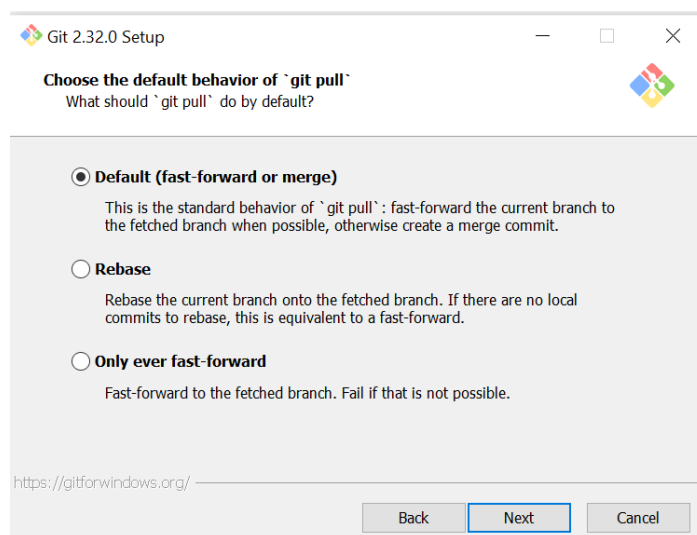 Git 2.32.0 Setup
Choose the default behavior of `git pull`
What should `git pull` do by default?
Default (fast-forward or merge)
This is the standard behavior of `git pull`: fast-forward the current branch to
the fetched branch when possible, otherwise create a merge commit.
Rebase
Rebase the current branch onto the fetched branch. If there are no local
commits to rebase, this is equivalent to a fast-forward.
Only ever fast-forward
Fast-forward to the fetched branch. Fail if that is not possible.
https://gitforwindows.org/
Back Next Cancel